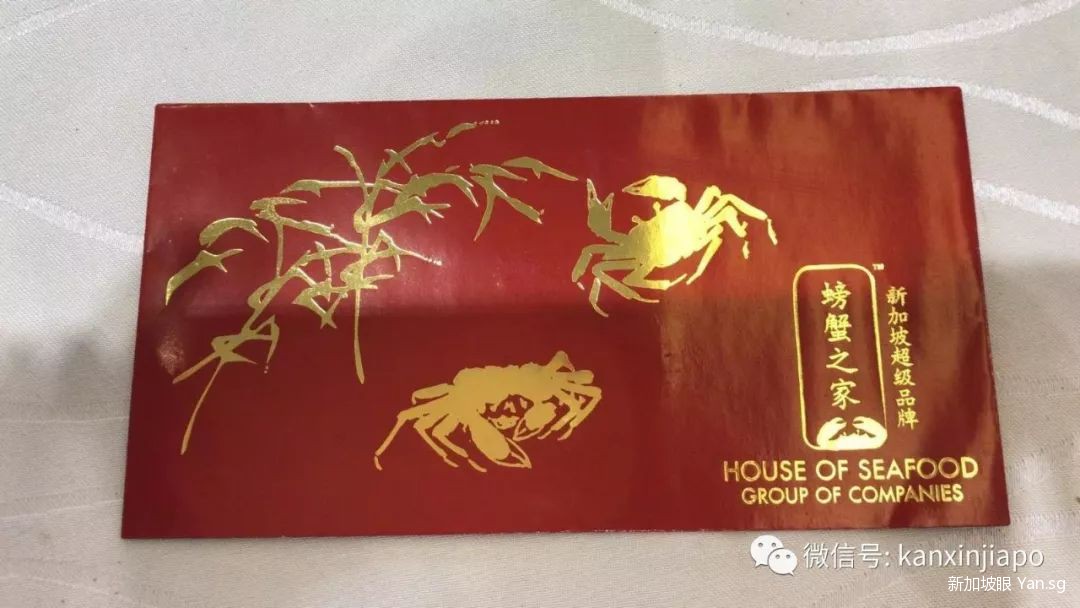 螃蟹之家
™
新加坡超级品牌
HOUSE OF SEAFOOD
GROUP OF COMPANIES
微信号: kanxinjiapo
新加坡眼 Yan.sg